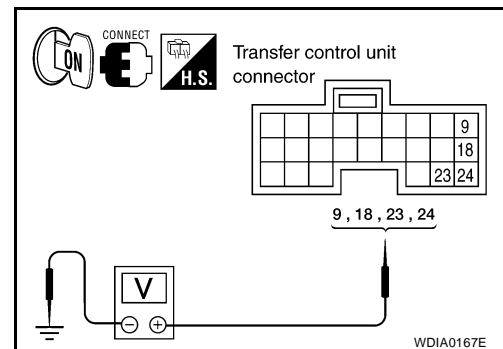 CONNECT
ON
H.S.
Transfer control unit
connector
9
18
23 24
9 , 18 , 23 , 24
V
− +
WDIA0167E